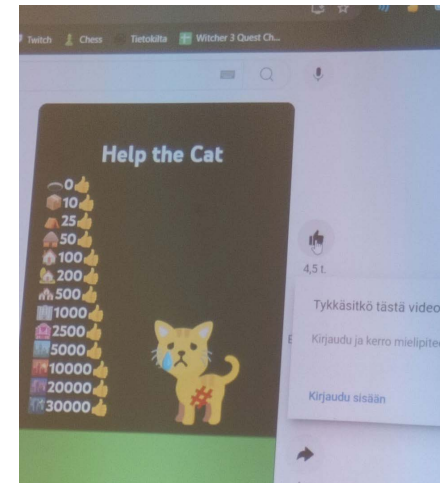 Twitch Chess Tietokilta Witcher 3 Quest Ch...
Help the Cat
0
10
25
50
100
200
500
1000
2500
5000
10000
20000
30000
4,5 t.
Tykkäsitkö tästä video
Kirjaudu ja kerro mielipitee
Kirjaudu sisään